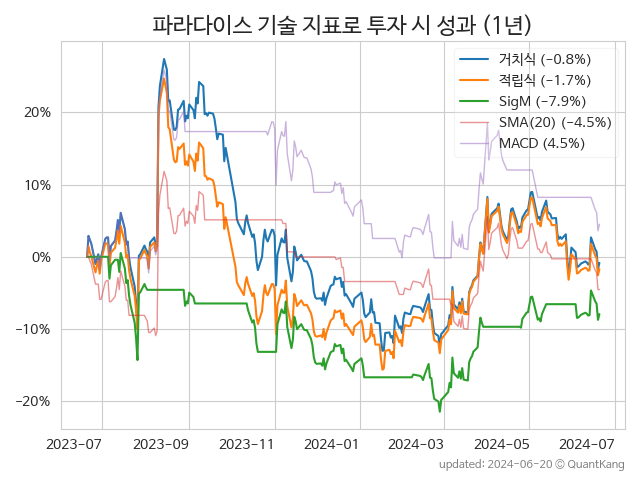 파라다이스 기술 지표로 투자 시 성과 (1년)
거치식 (-0.8%)
적립식 (-1.7%)
SigM (-7.9%)
SMA(20) (-4.5%)
MACD (4.5%)
20%
10%
0%
-10%
-20%
2023-07 2023-09 2023-11 2024-01 2024-03 2024-05 2024-07
updated: 2024-06-20 © QuantKang